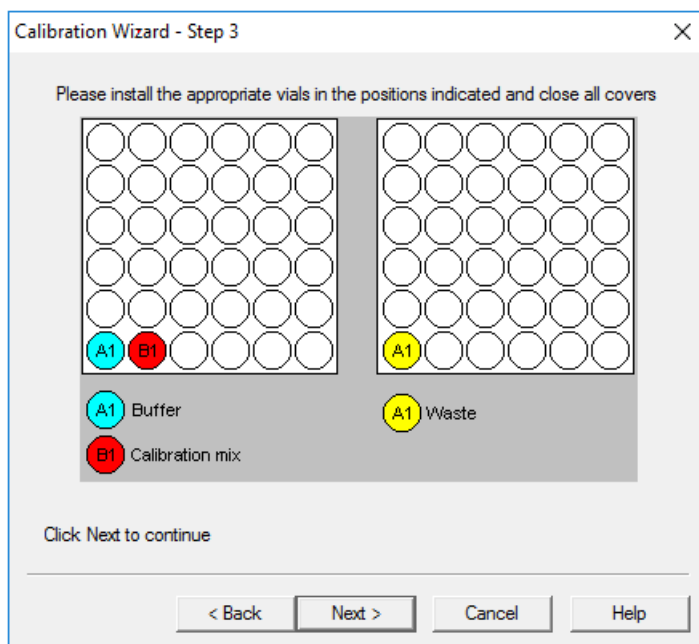 Calibration Wizard - Step 3
Please install the appropriate vials in the positions indicated and close all covers
A1 B1
A1
A1 Buffer
B1 Calibration mix
A1 Waste
Click Next to continue
< Back
Next >
Cancel
Help